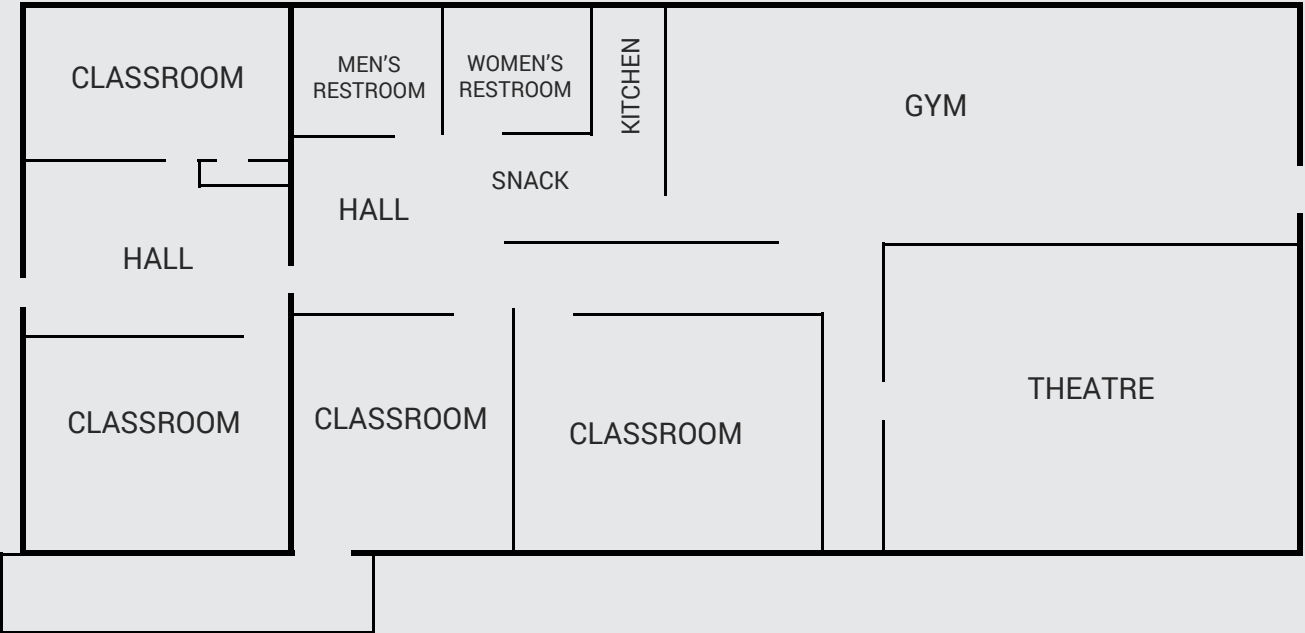 CLASSROOM
MEN'S
RESTROOM
WOMEN'S
RESTROOM
KITCHEN
GYM
SNACK
HALL
HALL
THEATRE
CLASSROOM
CLASSROOM
CLASSROOM